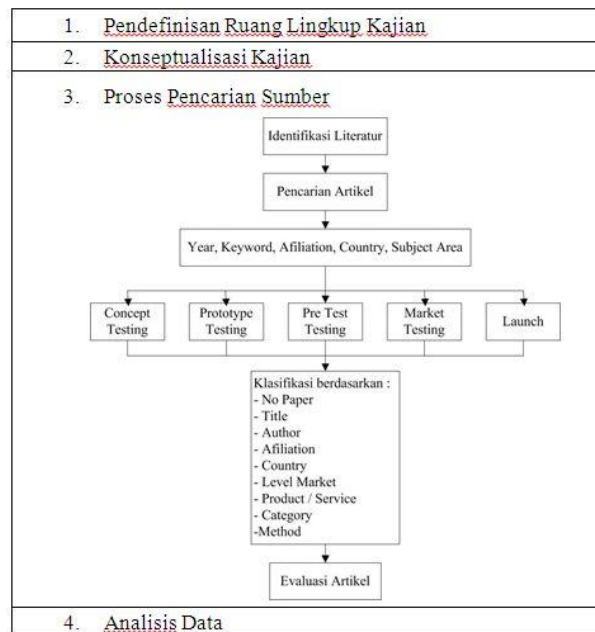 1. Pendefinisan Ruang Lingkup Kajian
2. Konseptualisasi Kajian
3. Proses Pencarian Sumber
Identifikasi Literatur
Pencarian Artikel
Year, Keyword, Afiliation, Country, Subject Area
Concept
Testing
Prototype
Testing
Pre Test
Testing
Market
Testing
Launch
Klasifikasi berdasarkan :
- No Paper
- Title
- Author
- Afiliation
- Country
- Level Market
- Product / Service
- Category
-Method
Evaluasi Artikel
4. Analisis Data